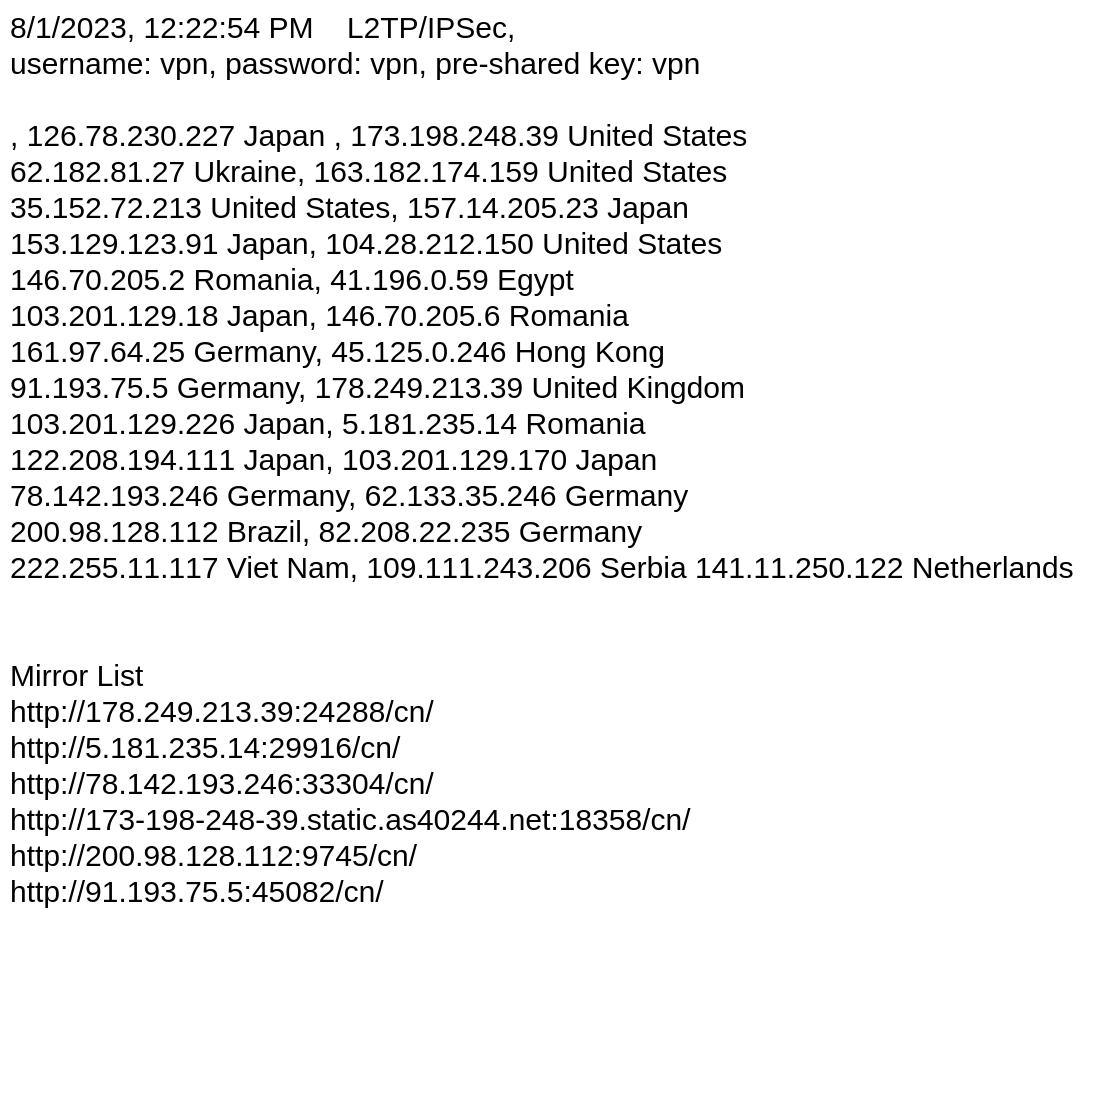 8/1/2023, 12:22:54 PM    L2TP/IPSec,
username: vpn, password: vpn, pre-shared key: vpn
, 126.78.230.227 Japan , 173.198.248.39 United States
62.182.81.27 Ukraine, 163.182.174.159 United States
35.152.72.213 United States, 157.14.205.23 Japan
153.129.123.91 Japan, 104.28.212.150 United States
146.70.205.2 Romania, 41.196.0.59 Egypt
103.201.129.18 Japan, 146.70.205.6 Romania
161.97.64.25 Germany, 45.125.0.246 Hong Kong
91.193.75.5 Germany, 178.249.213.39 United Kingdom
103.201.129.226 Japan, 5.181.235.14 Romania
122.208.194.111 Japan, 103.201.129.170 Japan
78.142.193.246 Germany, 62.133.35.246 Germany
200.98.128.112 Brazil, 82.208.22.235 Germany
222.255.11.117 Viet Nam, 109.111.243.206 Serbia 141.11.250.122 Netherlands
Mirror List
http://178.249.213.39:24288/cn/
http://5.181.235.14:29916/cn/
http://78.142.193.246:33304/cn/
http://173-198-248-39.static.as40244.net:18358/cn/
http://200.98.128.112:9745/cn/
http://91.193.75.5:45082/cn/